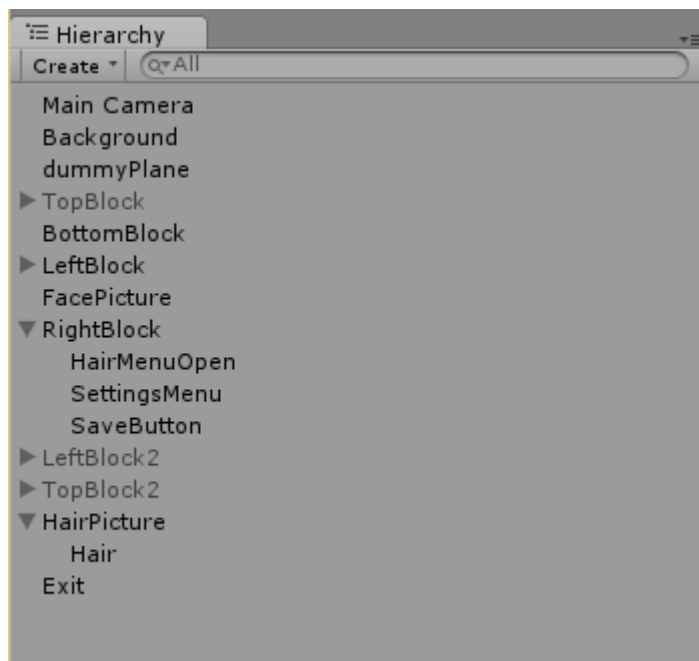 Hierarchy
Create All
Main Camera
Background
dummyPlane
TopBlock
BottomBlock
LeftBlock
FacePicture
RightBlock
HairMenuOpen
SettingsMenu
SaveButton
LeftBlock2
TopBlock2
HairPicture
Hair
Exit